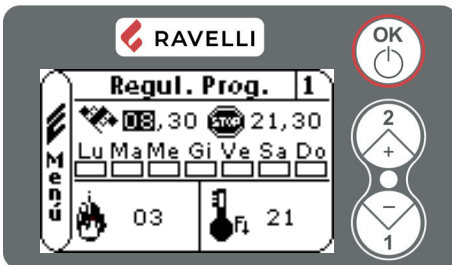 RAVELLI
Regul. Prog. 1
08,30 STOP 21,30
Lu Ma Me Gi Ve Sa Do
03 21
Menú
OK
2
+
−
1